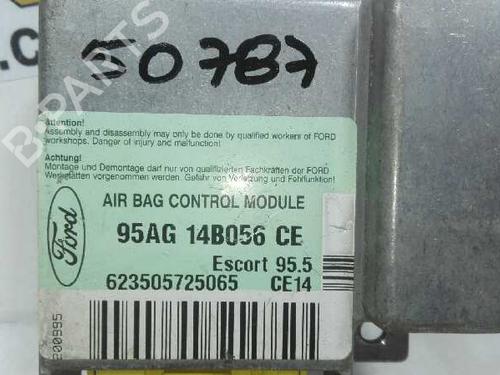 50787
Attention!
Assembly and disassembly may only be done by qualified workers of FORD
workshops. Danger of injury and malfunction!
Achtung!
Montage und Demontage darf nur von qualifizierten Fachkräften der FORD
Werkstätten vorgenommen werden. Gefahr von Verletzung und Fehlfunktion!
AIR BAG CONTROL MODULE
Ford
95AG 14B056 CE
Escort 95.5
623505725065 CE14
200995
B-PARTS